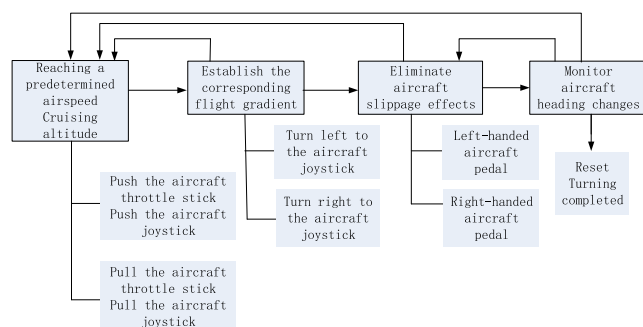 Reaching a
predetermined
airspeed
Cruising
altitude
Establish the
corresponding
flight gradient
Eliminate
aircraft
slippage effects
Monitor
aircraft
heading changes
Push the aircraft
throttle stick
Push the aircraft
joystick
Pull the aircraft
throttle stick
Pull the aircraft
joystick
Turn left to
the aircraft
joystick
Turn right to
the aircraft
joystick
Left-handed
aircraft
pedal
Right-handed
aircraft
pedal
Reset
Turning
completed